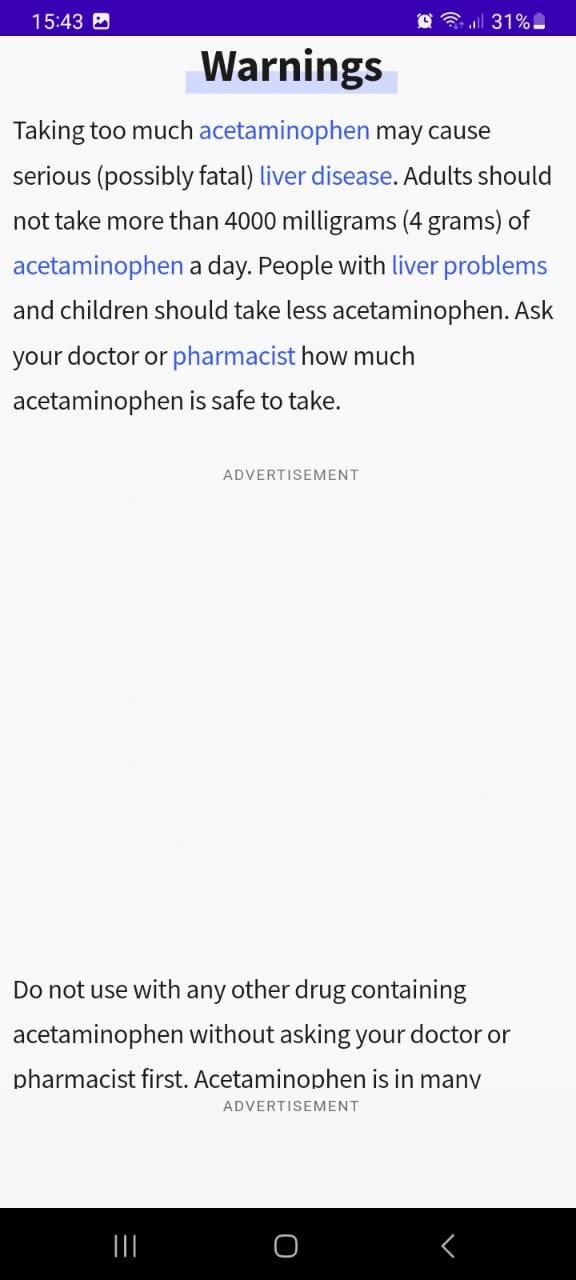 15:43 31%
Warnings
Taking too much acetaminophen may cause
serious (possibly fatal) liver disease. Adults should
not take more than 4000 milligrams (4 grams) of
acetaminophen a day. People with liver problems
and children should take less acetaminophen. Ask
your doctor or pharmacist how much
acetaminophen is safe to take.
ADVERTISEMENT
Do not use with any other drug containing
acetaminophen without asking your doctor or
pharmacist first. Acetaminophen is in many
ADVERTISEMENT